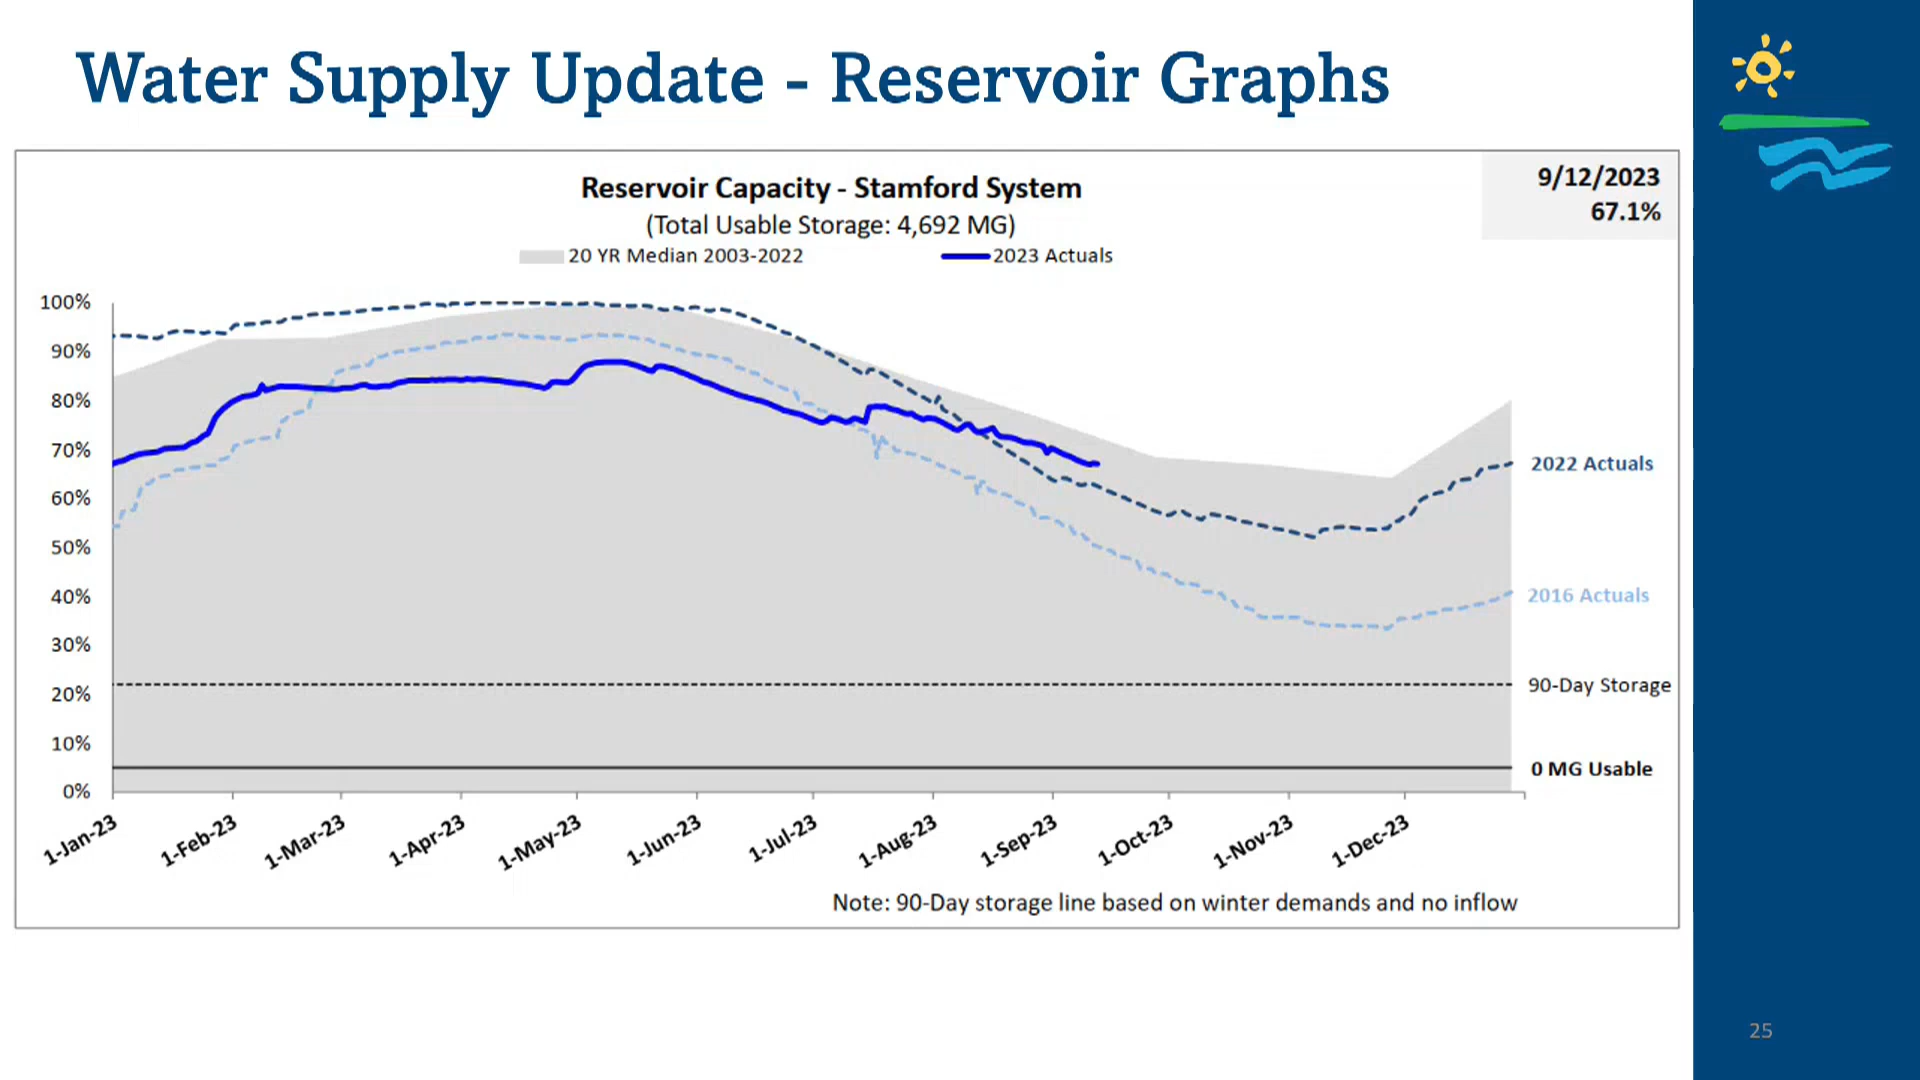 Water Supply Update - Reservoir Graphs
Reservoir Capacity - Stamford System
9/12/2023
(Total Usable Storage: 4,692 MG)
67.1%
20 YR Median 2003-2022
2023 Actuals
100%
90%
80%
70%
60%
50%
40%
30%
20%
10%
0%
2022 Actuals
2016 Actuals
90-Day Storage
0 MG Usable
1-Jan-23
1-Feb-23
1-Mar-23
1-Apr-23
1-May-23
1-Jun-23
1-Jul-23
1-Aug-23
1-Sep-23
1-Oct-23
1-Nov-23
1-Dec-23
Note: 90-Day storage line based on winter demands and no inflow
25